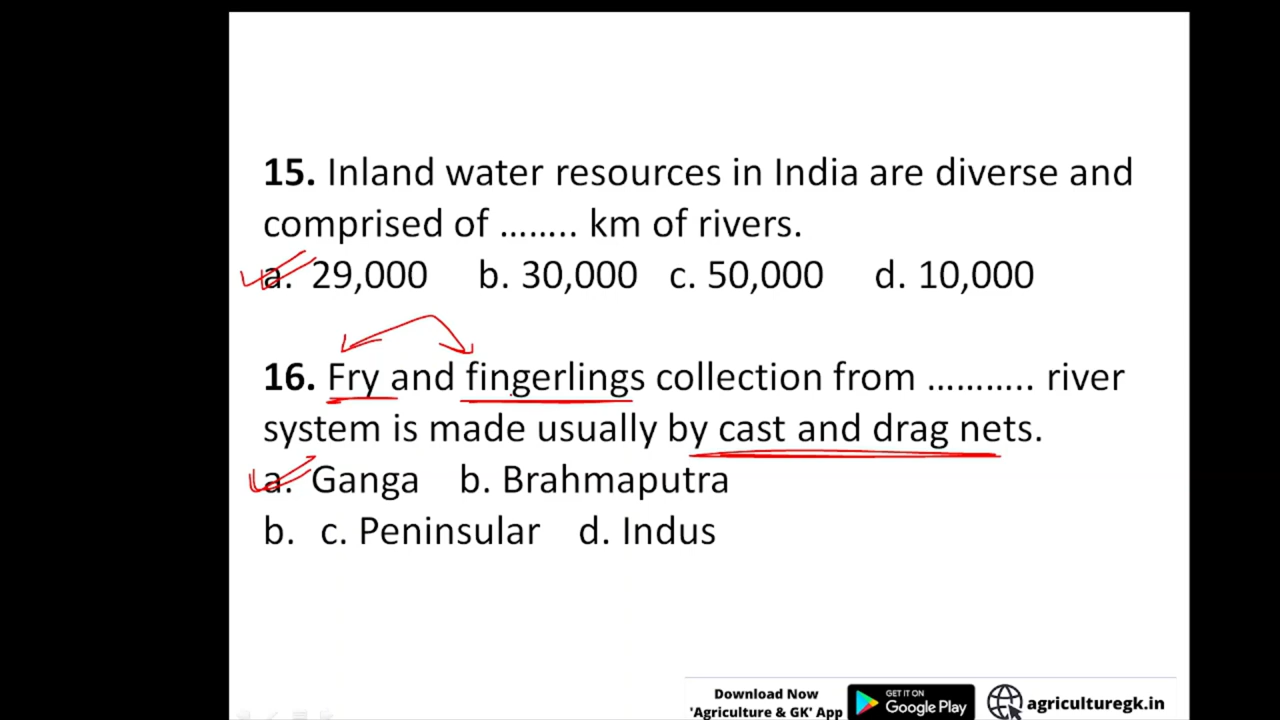 15. Inland water resources in India are diverse and
comprised of …….. km of rivers.
a. 29,000 b. 30,000 c. 50,000 d. 10,000
16. Fry and fingerlings collection from ……….. river
system is made usually by cast and drag nets.
a. Ganga b. Brahmaputra
b. c. Peninsular d. Indus
Download Now
'Agriculture & GK' App
GET IT ON
Google Play
agriculturegk.in